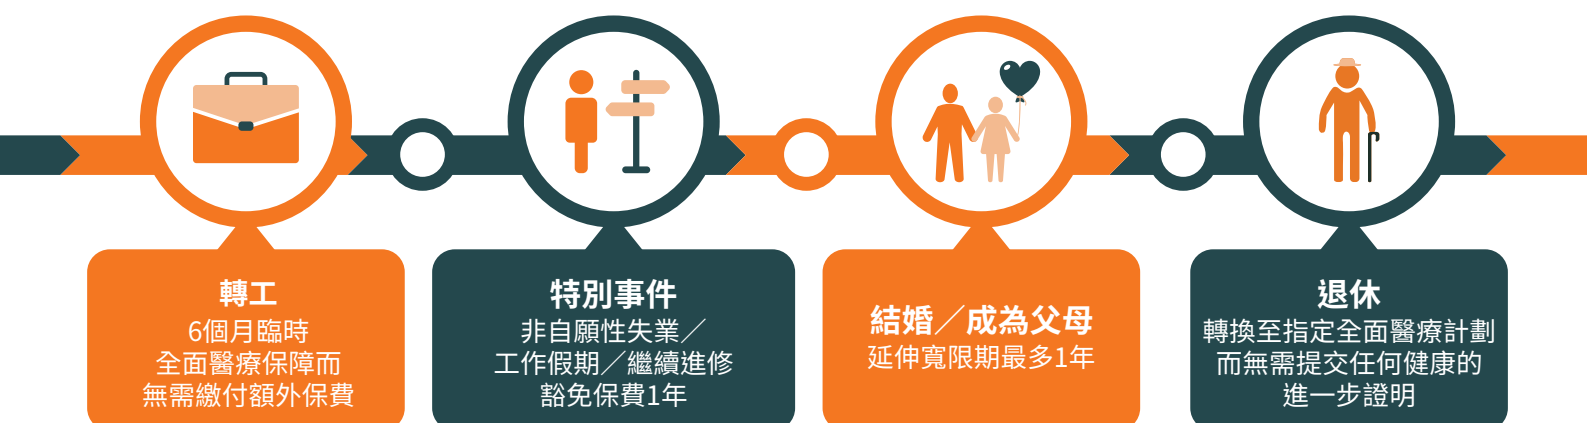 轉工
6個月臨時
全面醫療保障而
無需繳付額外保費
特別事件
非自願性失業／
工作假期／繼續進修
豁免保費1年
結婚／成為父母
延伸寬限期最多1年
退休
轉換至指定全面醫療計劃
而無需提交任何健康的
進一步證明